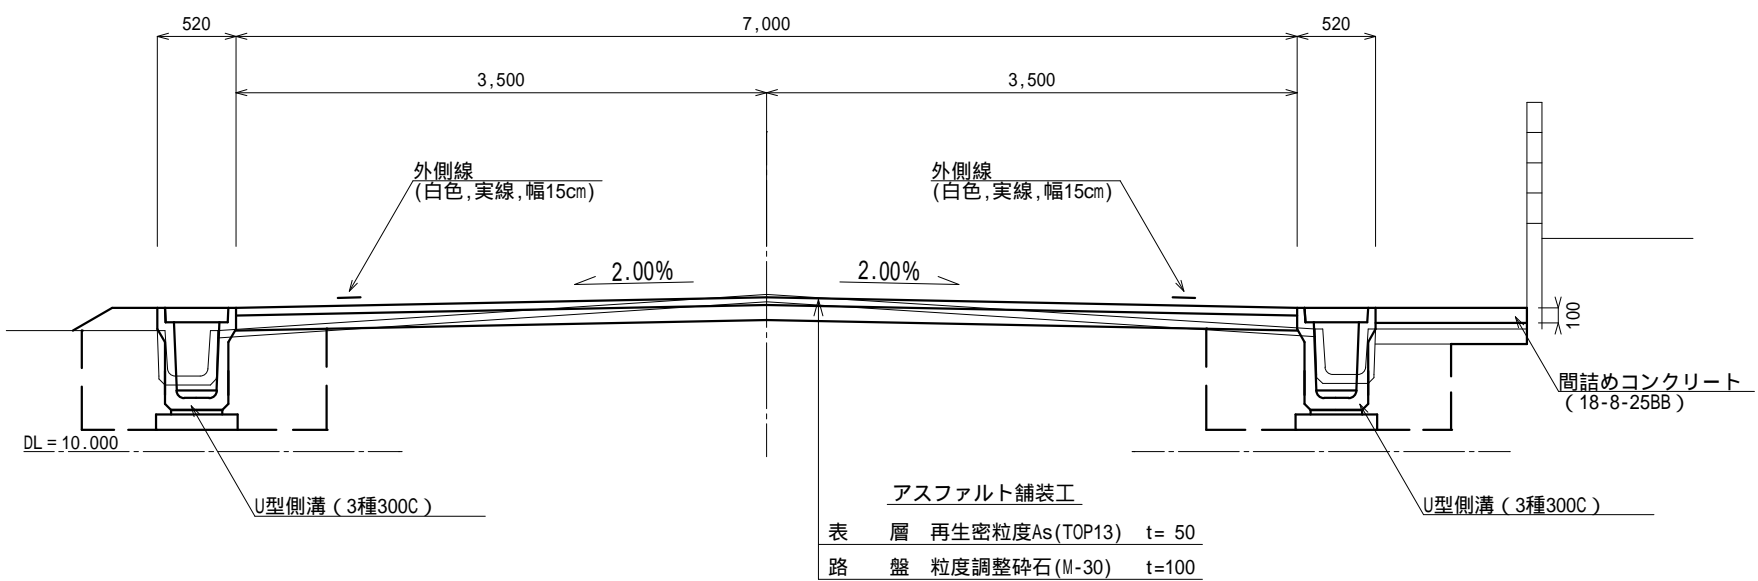 520
7,000
520
3,500
3,500
外側線
(白色,実線,幅15cm)
外側線
(白色,実線,幅15cm)
2.00%
2.00%
100
間詰めコンクリート
(18-8-25BB)
DL=10.000
U型側溝(3種300C)
U型側溝(3種300C)
アスファルト舗装工
表 層 再生密粒度As(TOP13) t= 50
路 盤 粒度調整砕石(M-30) t=100